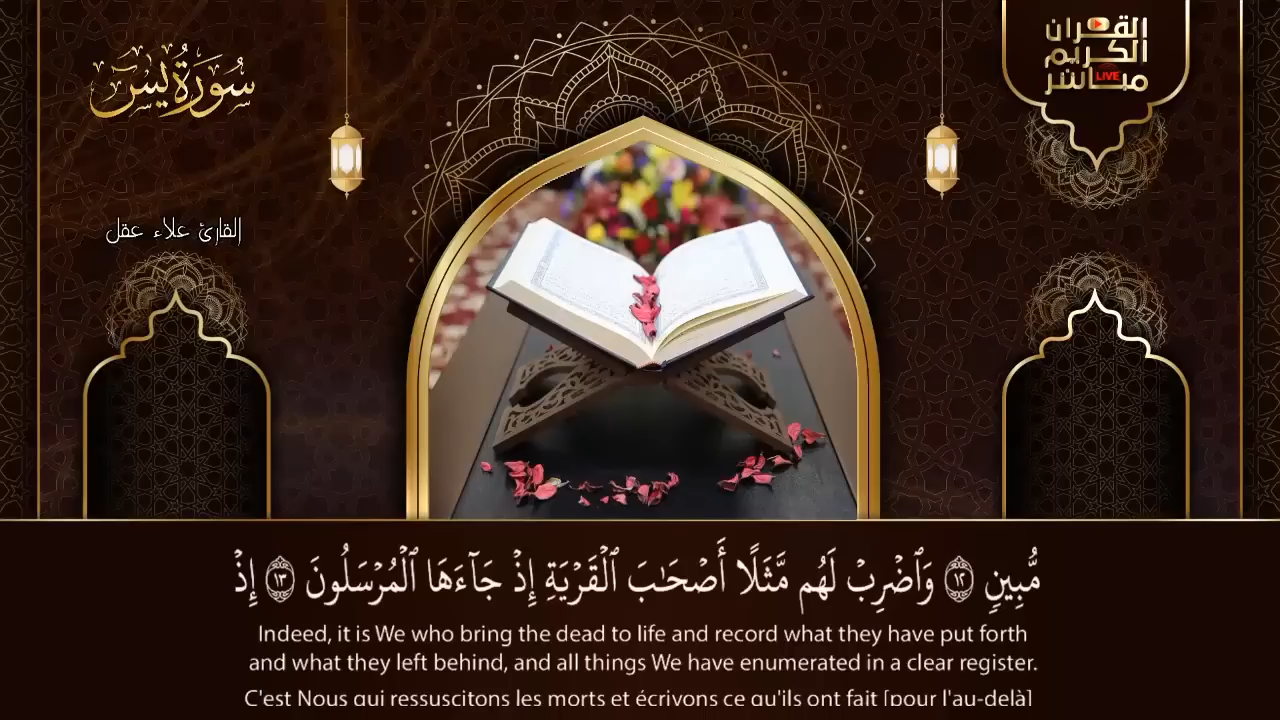 سُورَةُ يسٓ
القرآن
الكريم
مباشر
LIVE
القارئ علاء عقل
مُّبِينٖ ١٢ وَٱضۡرِبۡ لَهُم مَّثَلًا أَصۡحَٰبَ ٱلۡقَرۡيَةِ إِذۡ جَآءَهَا ٱلۡمُرۡسَلُونَ ١٣ إِذۡ
Indeed, it is We who bring the dead to life and record what they have put forth
and what they left behind, and all things We have enumerated in a clear register.
C'est Nous qui ressuscitons les morts et écrivons ce qu'ils ont fait [pour l'au-delà]